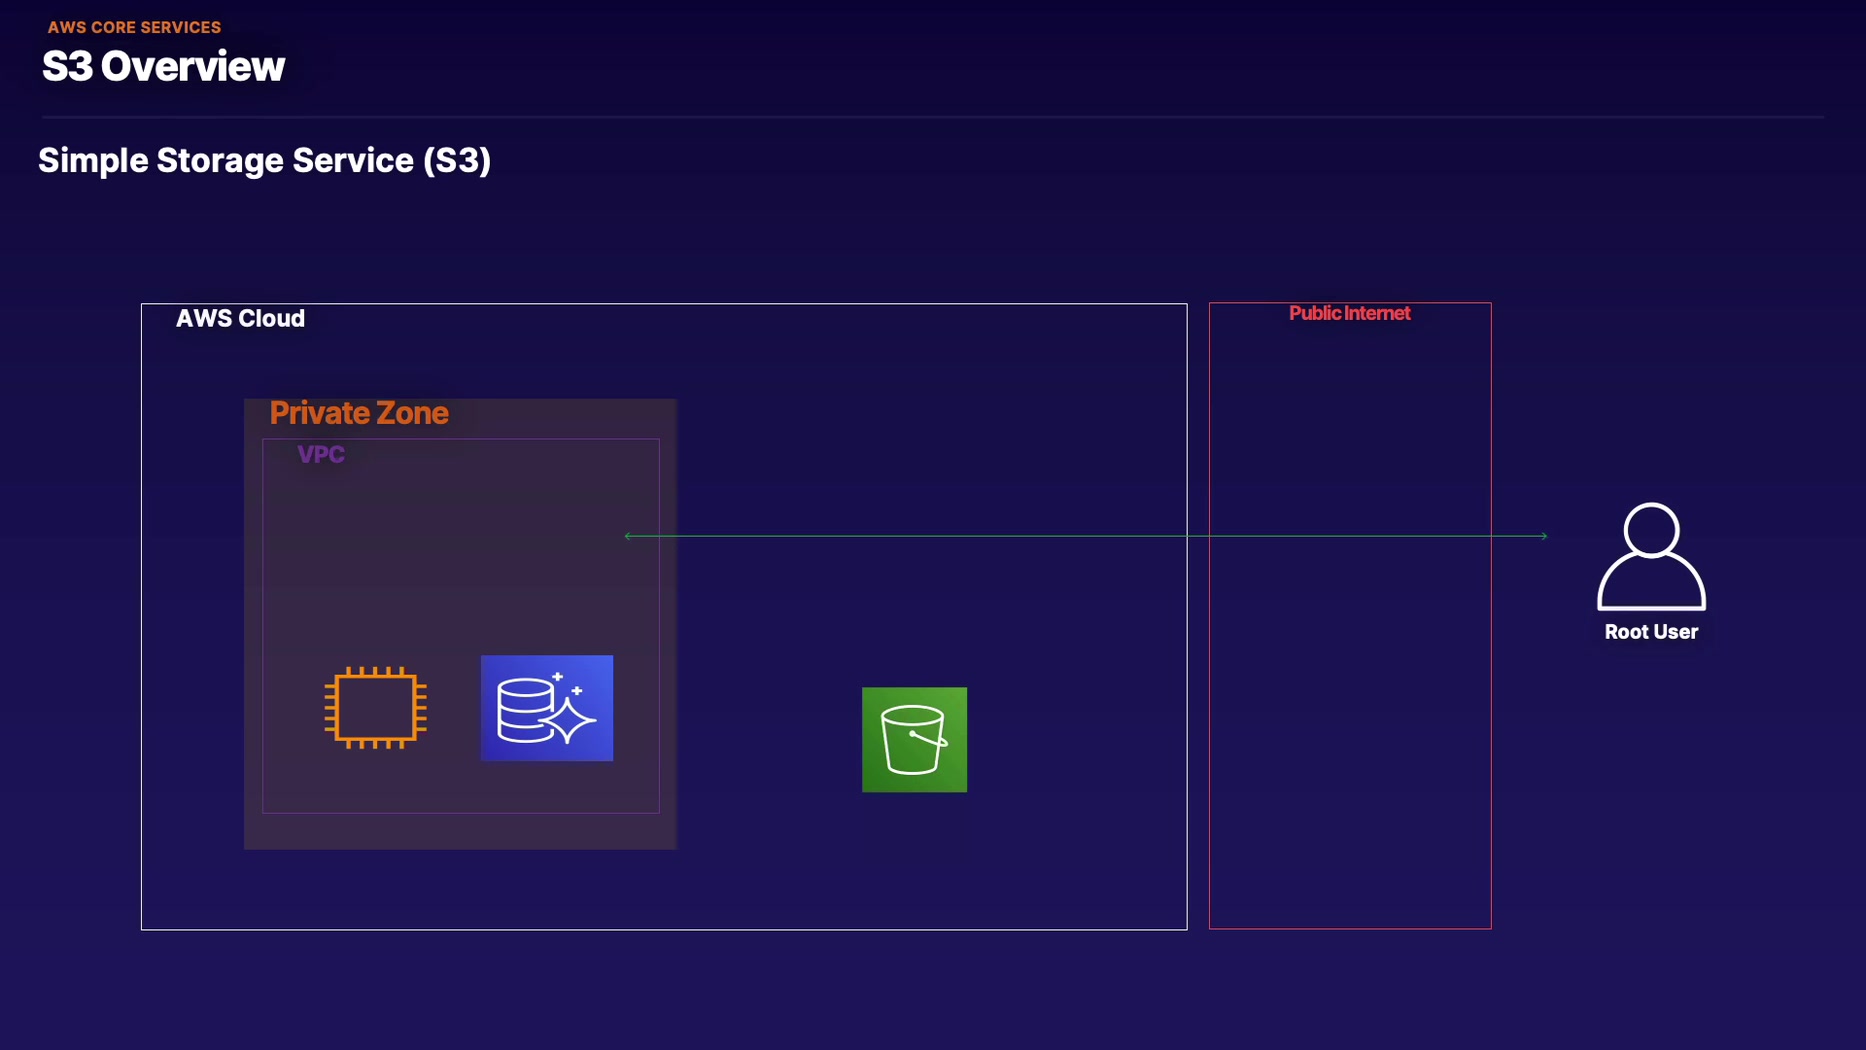 AWS CORE SERVICES
S3 Overview
Simple Storage Service (S3)
AWS Cloud
Public Internet
Private Zone
VPC
Root User